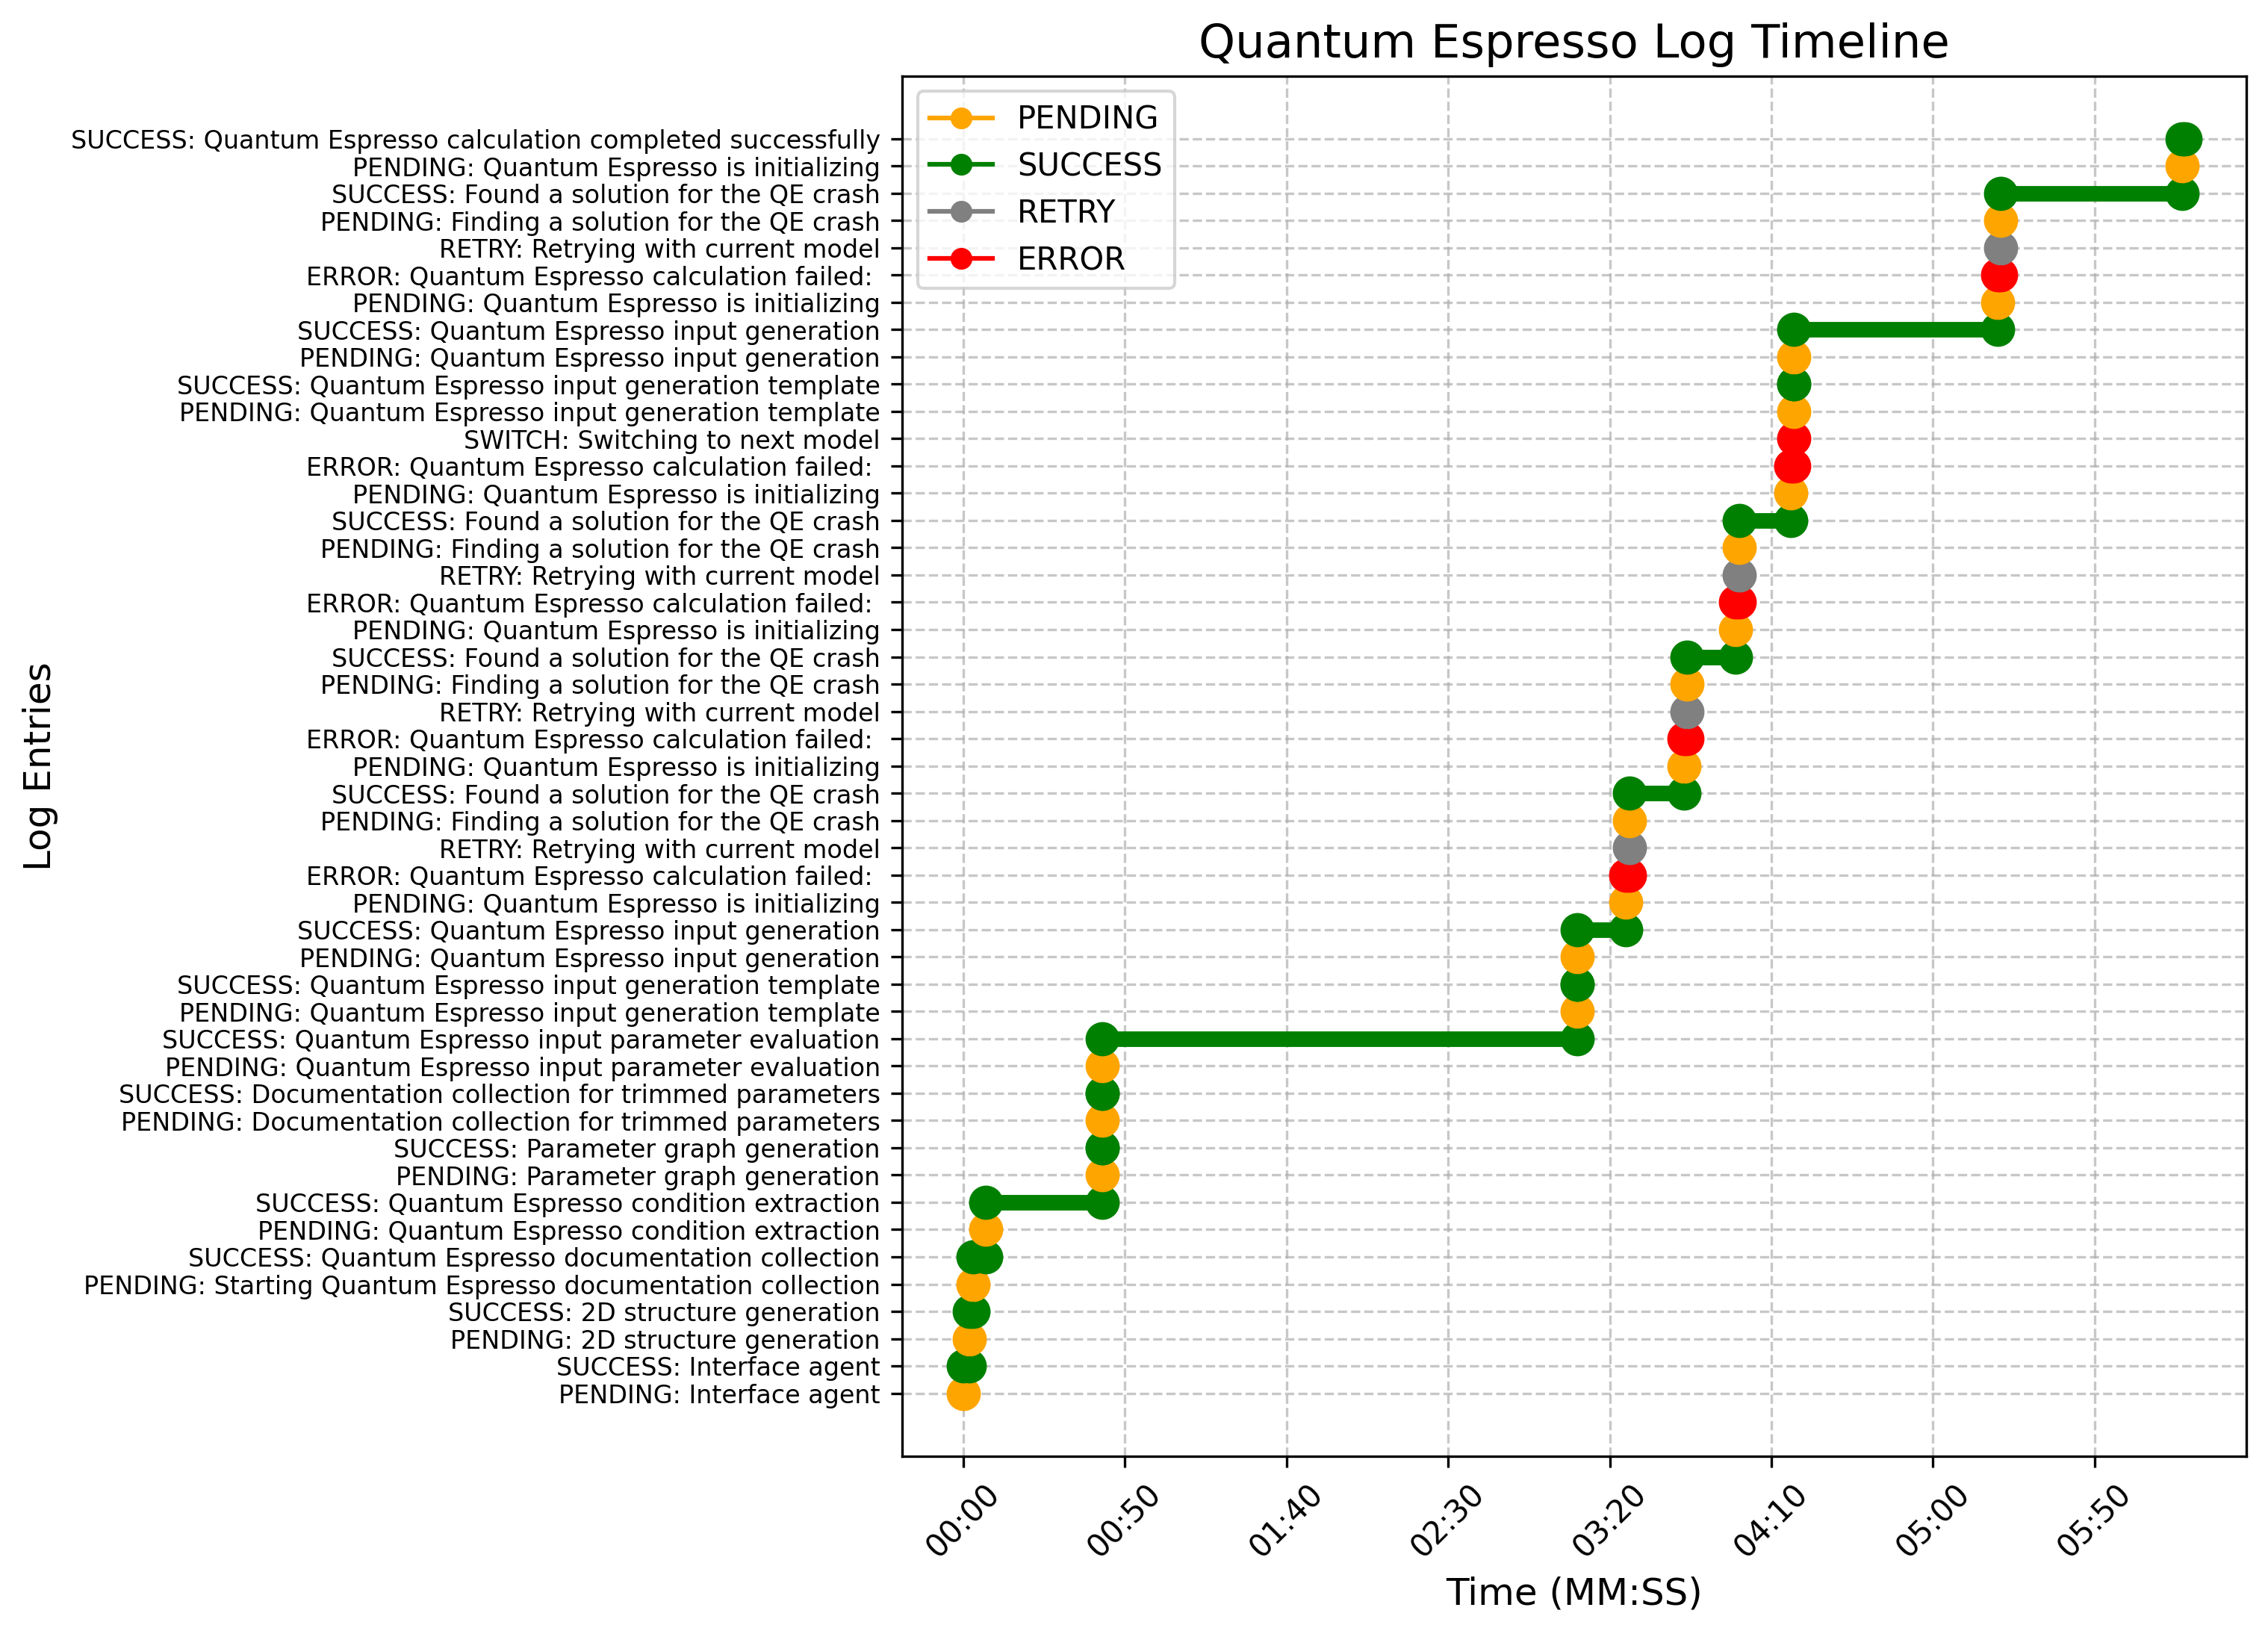 Quantum Espresso Log Timeline
PENDING
SUCCESS
RETRY
ERROR
Log Entries
SUCCESS: Quantum Espresso calculation completed successfully
PENDING: Quantum Espresso is initializing
SUCCESS: Found a solution for the QE crash
PENDING: Finding a solution for the QE crash
RETRY: Retrying with current model
ERROR: Quantum Espresso calculation failed:
PENDING: Quantum Espresso is initializing
SUCCESS: Quantum Espresso input generation
PENDING: Quantum Espresso input generation
SUCCESS: Quantum Espresso input generation template
PENDING: Quantum Espresso input generation template
SWITCH: Switching to next model
ERROR: Quantum Espresso calculation failed:
PENDING: Quantum Espresso is initializing
SUCCESS: Found a solution for the QE crash
PENDING: Finding a solution for the QE crash
RETRY: Retrying with current model
ERROR: Quantum Espresso calculation failed:
PENDING: Quantum Espresso is initializing
SUCCESS: Found a solution for the QE crash
PENDING: Finding a solution for the QE crash
RETRY: Retrying with current model
ERROR: Quantum Espresso calculation failed:
PENDING: Quantum Espresso is initializing
SUCCESS: Found a solution for the QE crash
PENDING: Finding a solution for the QE crash
RETRY: Retrying with current model
ERROR: Quantum Espresso calculation failed:
PENDING: Quantum Espresso is initializing
SUCCESS: Quantum Espresso input generation
PENDING: Quantum Espresso input generation
SUCCESS: Quantum Espresso input generation template
PENDING: Quantum Espresso input generation template
SUCCESS: Quantum Espresso input parameter evaluation
PENDING: Quantum Espresso input parameter evaluation
SUCCESS: Documentation collection for trimmed parameters
PENDING: Documentation collection for trimmed parameters
SUCCESS: Parameter graph generation
PENDING: Parameter graph generation
SUCCESS: Quantum Espresso condition extraction
PENDING: Quantum Espresso condition extraction
SUCCESS: Quantum Espresso documentation collection
PENDING: Starting Quantum Espresso documentation collection
SUCCESS: 2D structure generation
PENDING: 2D structure generation
SUCCESS: Interface agent
PENDING: Interface agent
00:00
00:50
01:40
02:30
03:20
04:10
05:00
05:50
Time (MM:SS)